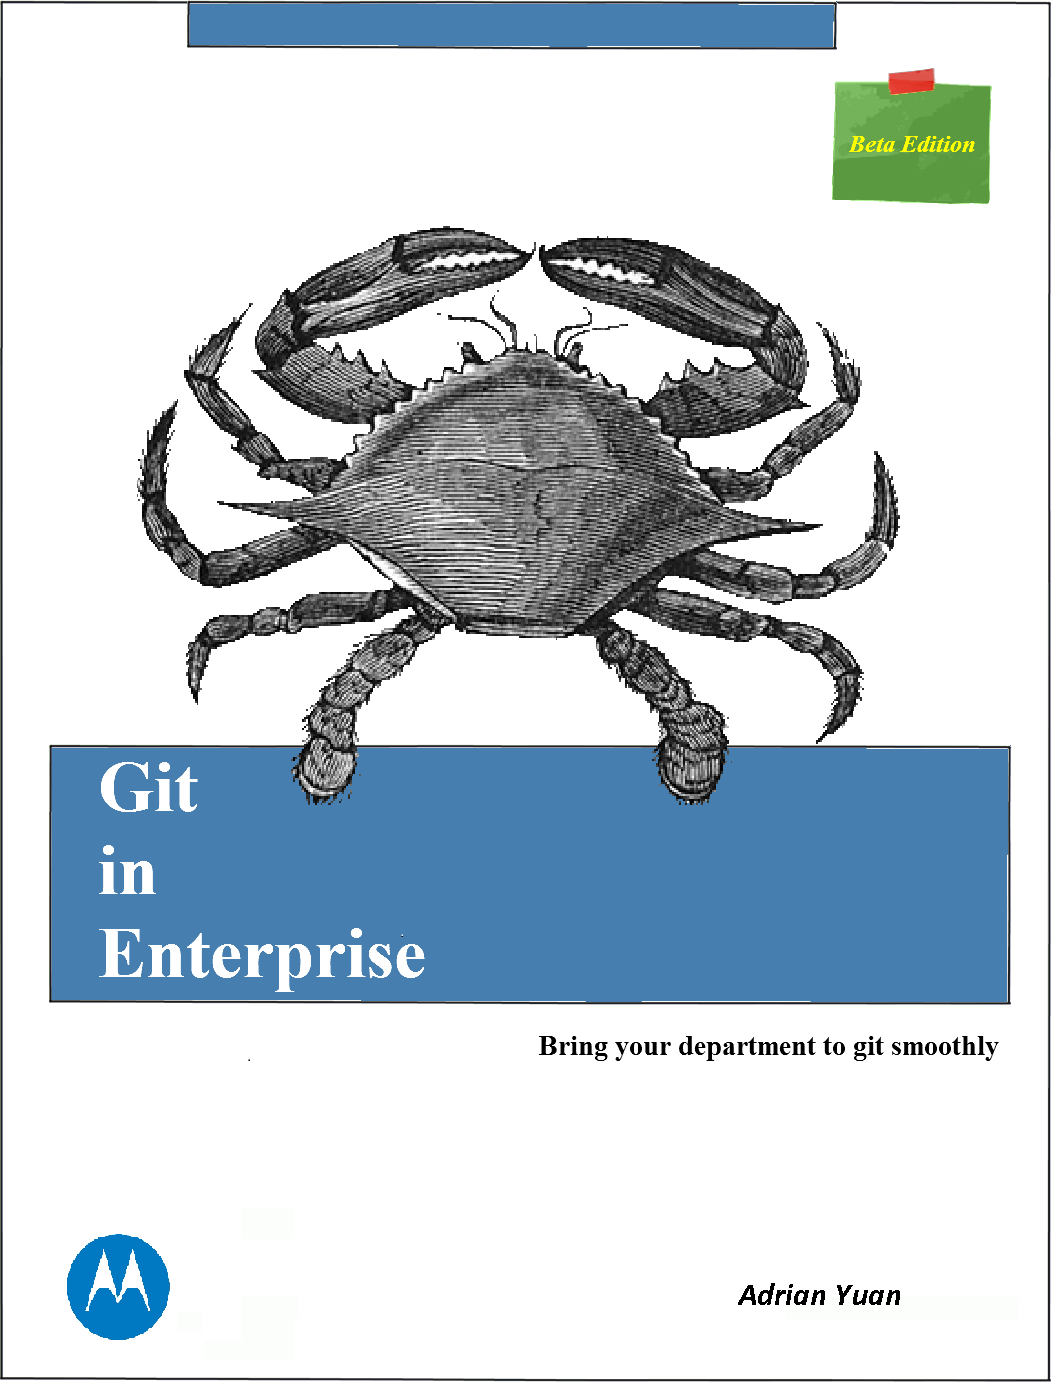 Beta Edition
Git
in
Enterprise
Bring your department to git smoothly
Adrian Yuan